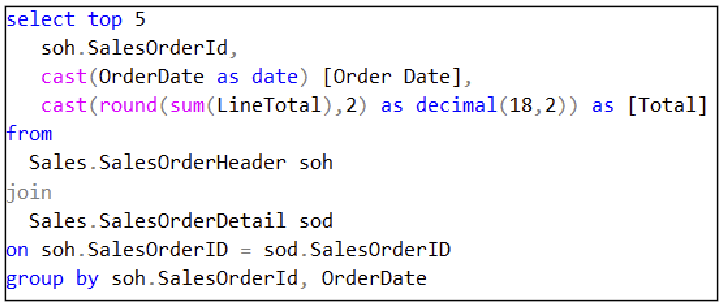 select top 5
soh.SalesOrderId,
cast(OrderDate as date) [Order Date],
cast(round(sum(LineTotal),2) as decimal(18,2)) as [Total]
from
Sales.SalesOrderHeader soh
join
Sales.SalesOrderDetail sod
on soh.SalesOrderID = sod.SalesOrderID
group by soh.SalesOrderId, OrderDate